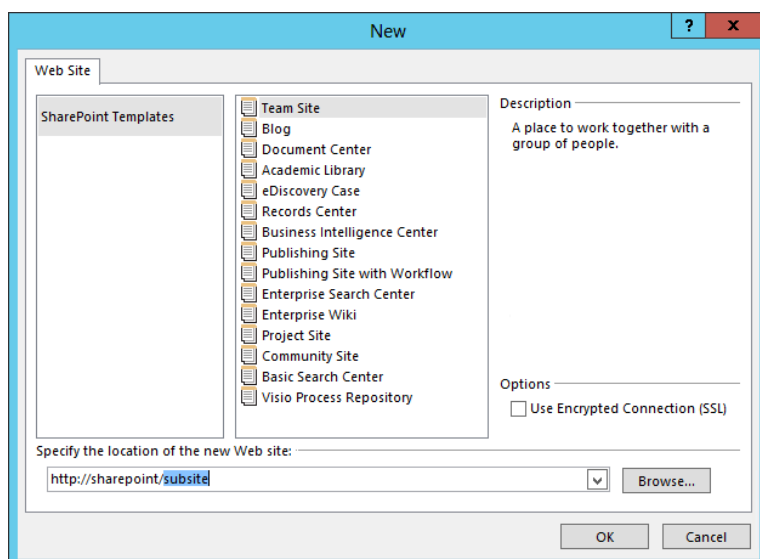 New
?
x
Web Site
SharePoint Templates
Team Site
Blog
Document Center
Academic Library
eDiscovery Case
Records Center
Business Intelligence Center
Publishing Site
Publishing Site with Workflow
Enterprise Search Center
Enterprise Wiki
Project Site
Community Site
Basic Search Center
Visio Process Repository
Description
A place to work together with a
group of people.
Options
Use Encrypted Connection (SSL)
Specify the location of the new Web site:
http://sharepoint/subsite
Browse...
OK
Cancel